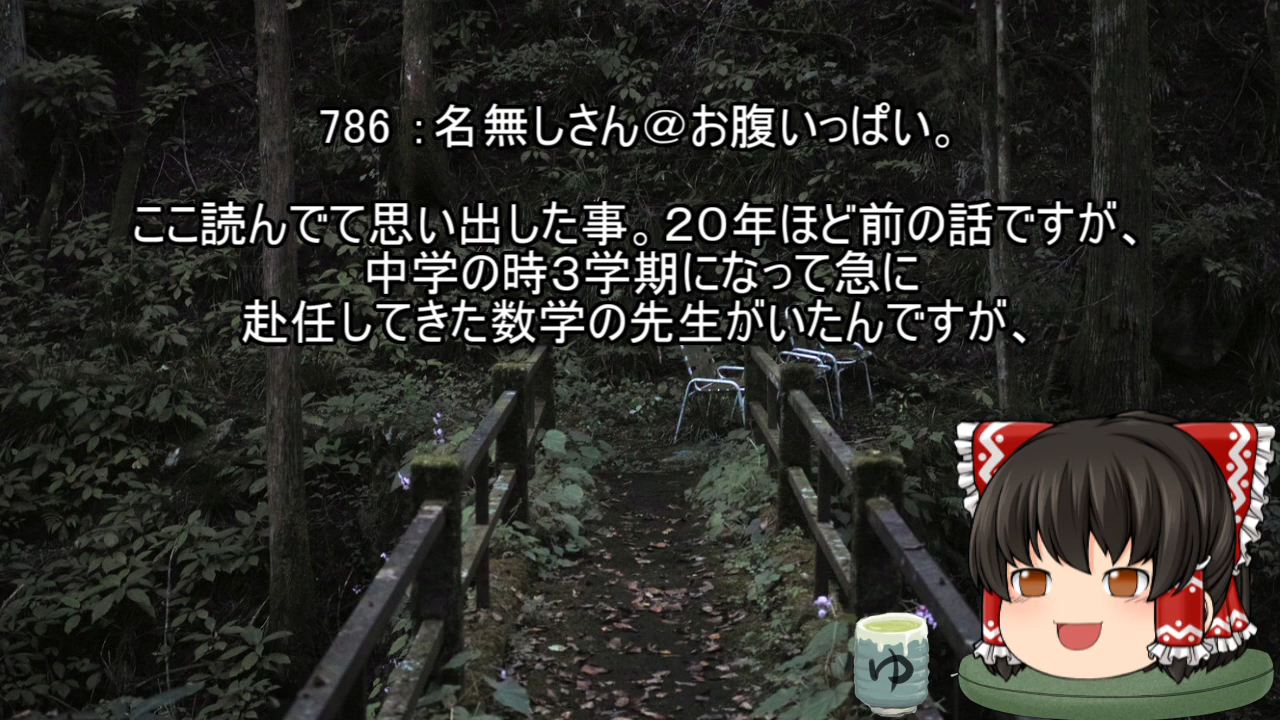 786 ：名無しさん＠お腹いっぱい。
ここ読んでて思い出した事。２０年ほど前の話ですが、
中学の時３学期になって急に
赴任してきた数学の先生がいたんですが、
ゆ